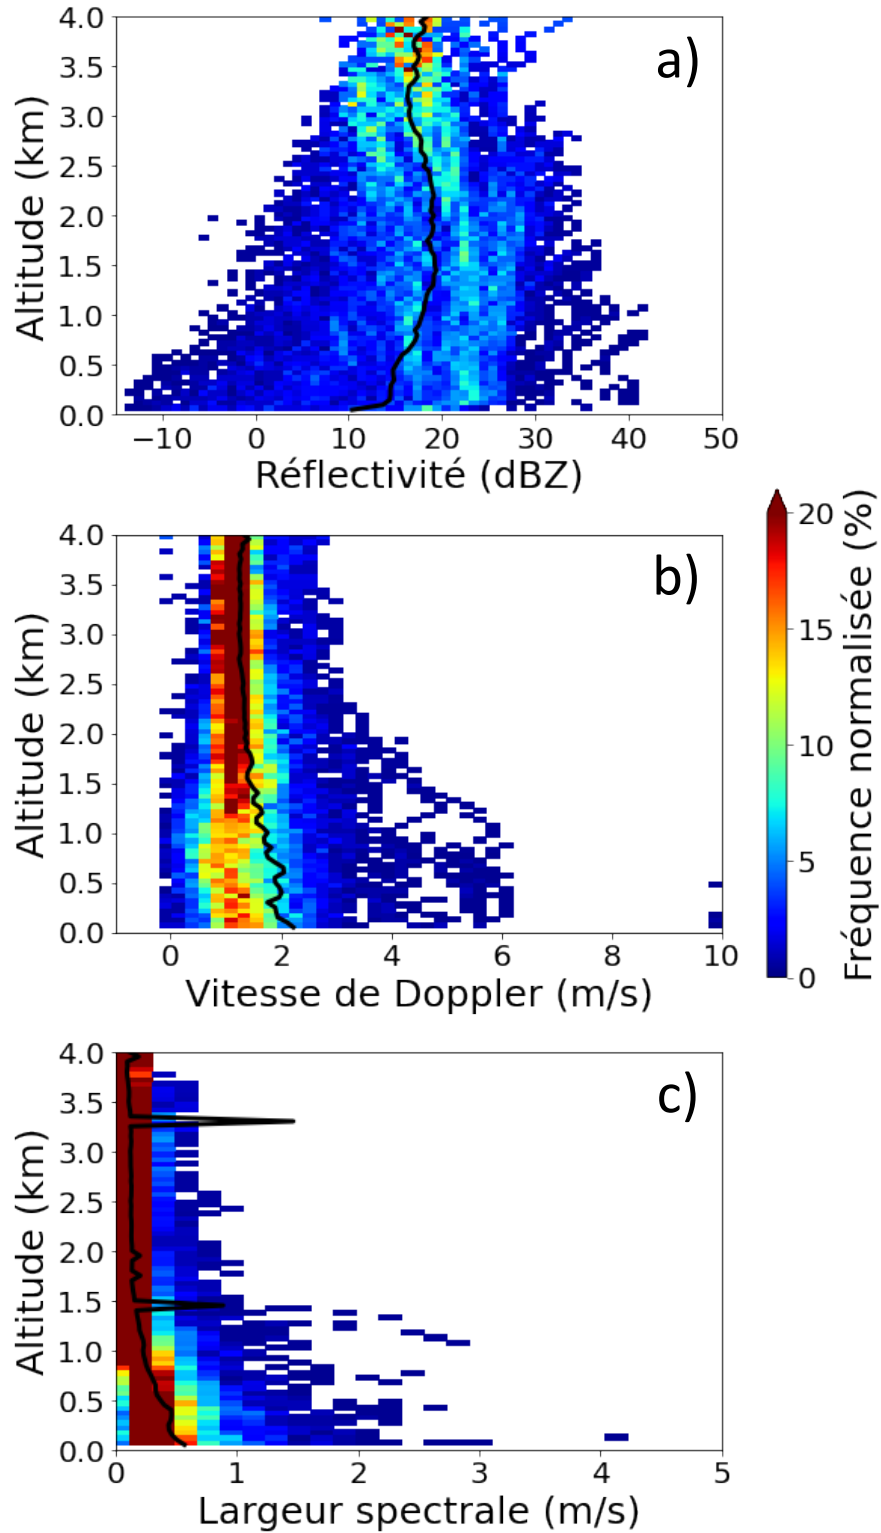 a)
4.0
3.5
3.0
2.5
2.0
1.5
1.0
0.5
0.0
Altitude (km)
−10 0 10 20 30 40 50
Réflectivité (dBZ)
b)
4.0
3.5
3.0
2.5
2.0
1.5
1.0
0.5
0.0
Altitude (km)
0 2 4 6 8 10
Vitesse de Doppler (m/s)
20
15
10
5
0
Fréquence normalisée (%)
c)
4.0
3.5
3.0
2.5
2.0
1.5
1.0
0.5
0.0
Altitude (km)
0 1 2 3 4 5
Largeur spectrale (m/s)